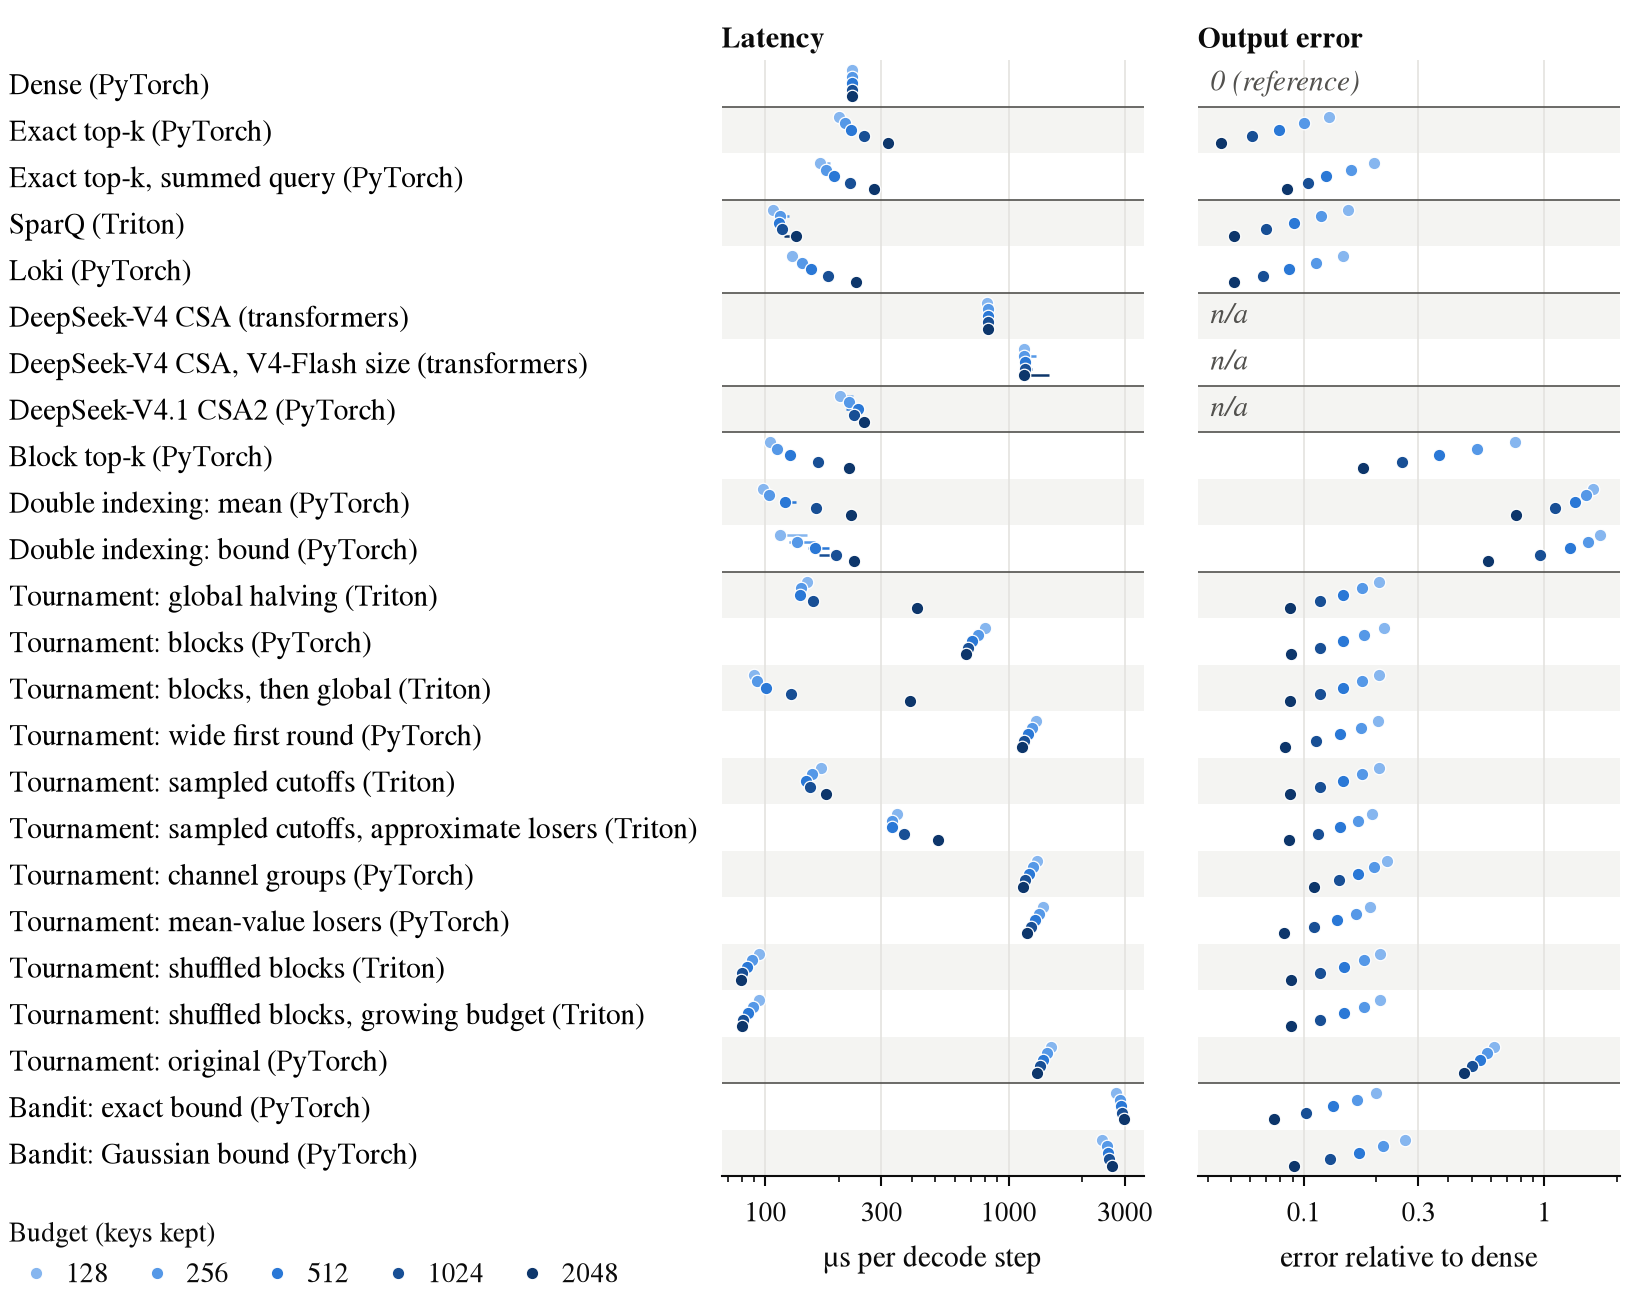 Latency Output error
Dense (PyTorch) 0 (reference)
Exact top-k (PyTorch)
Exact top-k, summed query (PyTorch)
SparQ (Triton)
Loki (PyTorch)
DeepSeek-V4 CSA (transformers) n/a
DeepSeek-V4 CSA, V4-Flash size (transformers) n/a
DeepSeek-V4.1 CSA2 (PyTorch) n/a
Block top-k (PyTorch)
Double indexing: mean (PyTorch)
Double indexing: bound (PyTorch)
Tournament: global halving (Triton)
Tournament: blocks (PyTorch)
Tournament: blocks, then global (Triton)
Tournament: wide first round (PyTorch)
Tournament: sampled cutoffs (Triton)
Tournament: sampled cutoffs, approximate losers (Triton)
Tournament: channel groups (PyTorch)
Tournament: mean-value losers (PyTorch)
Tournament: shuffled blocks (Triton)
Tournament: shuffled blocks, growing budget (Triton)
Tournament: original (PyTorch)
Bandit: exact bound (PyTorch)
Bandit: Gaussian bound (PyTorch)
100 300 1000 3000 0.1 0.3 1
µs per decode step error relative to dense
Budget (keys kept)
128 256 512 1024 2048